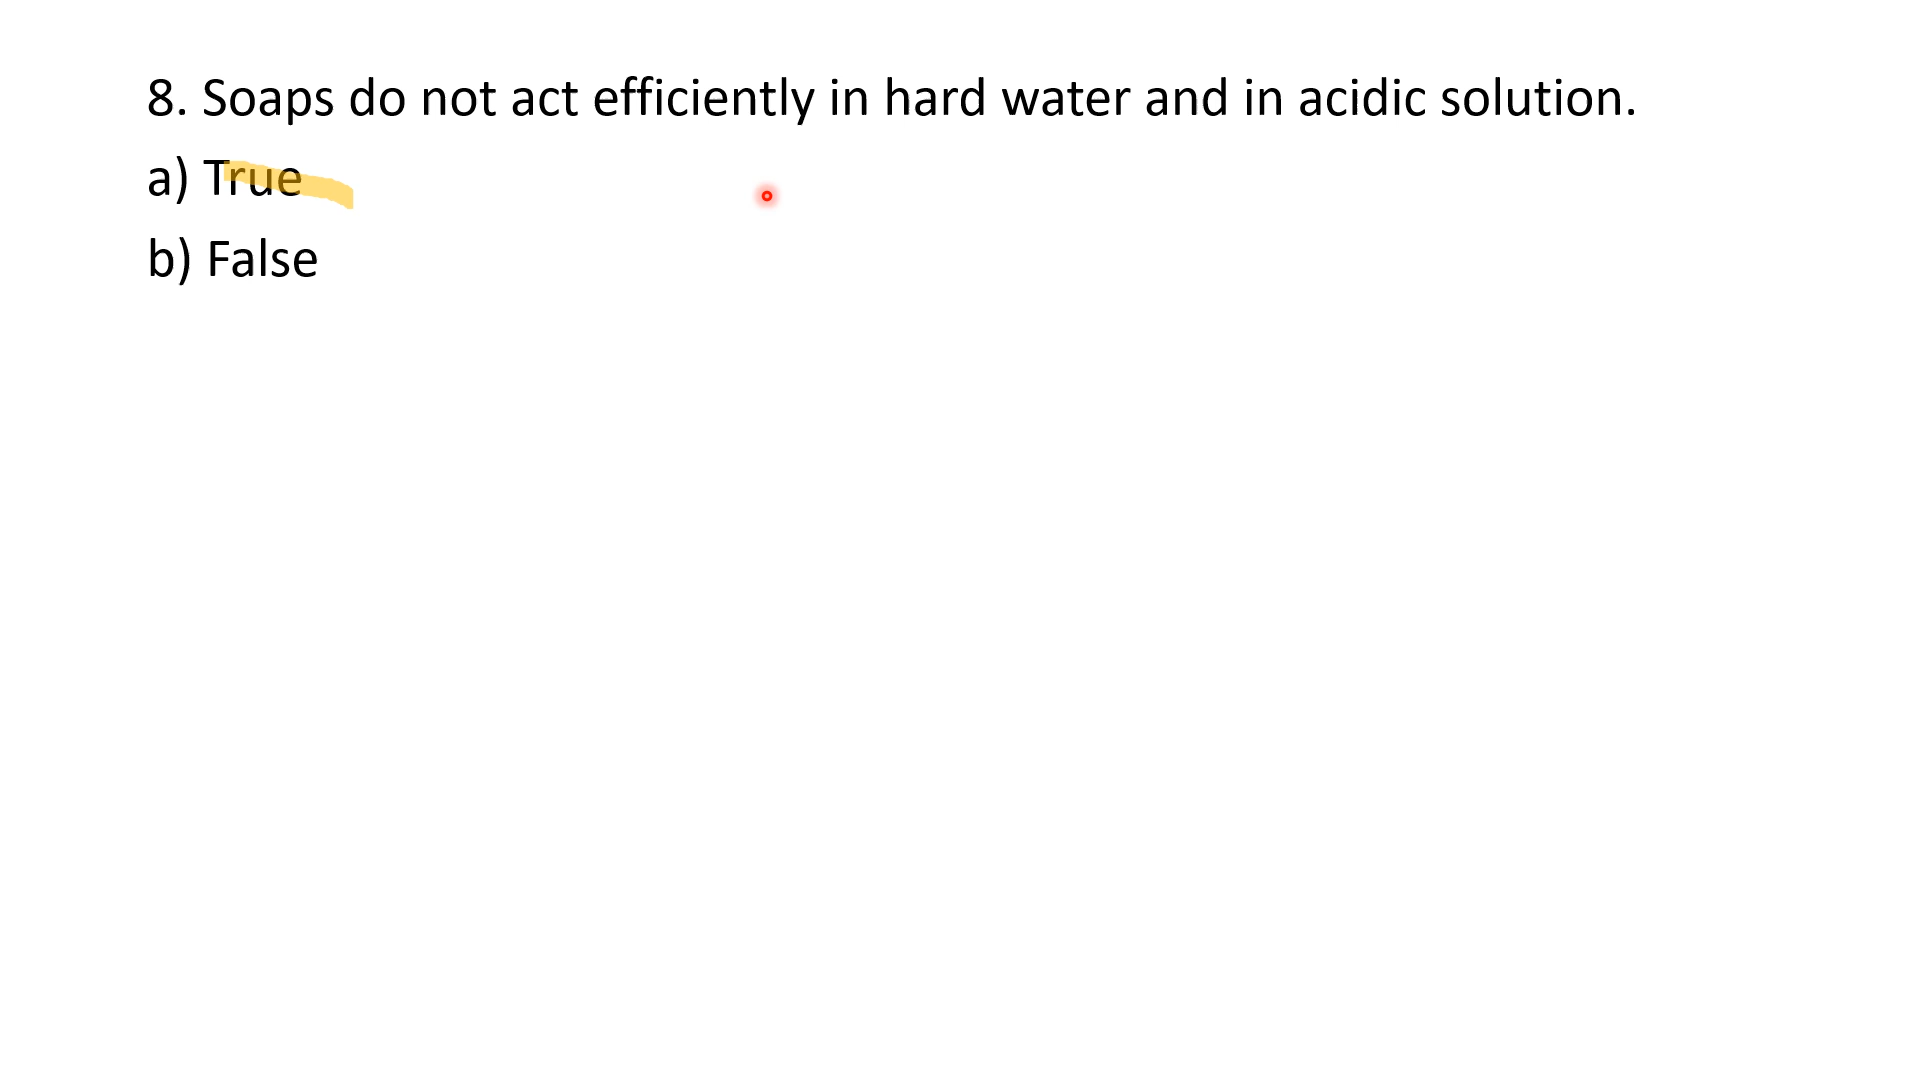 8. Soaps do not act efficiently in hard water and in acidic solution.
a) True
b) False